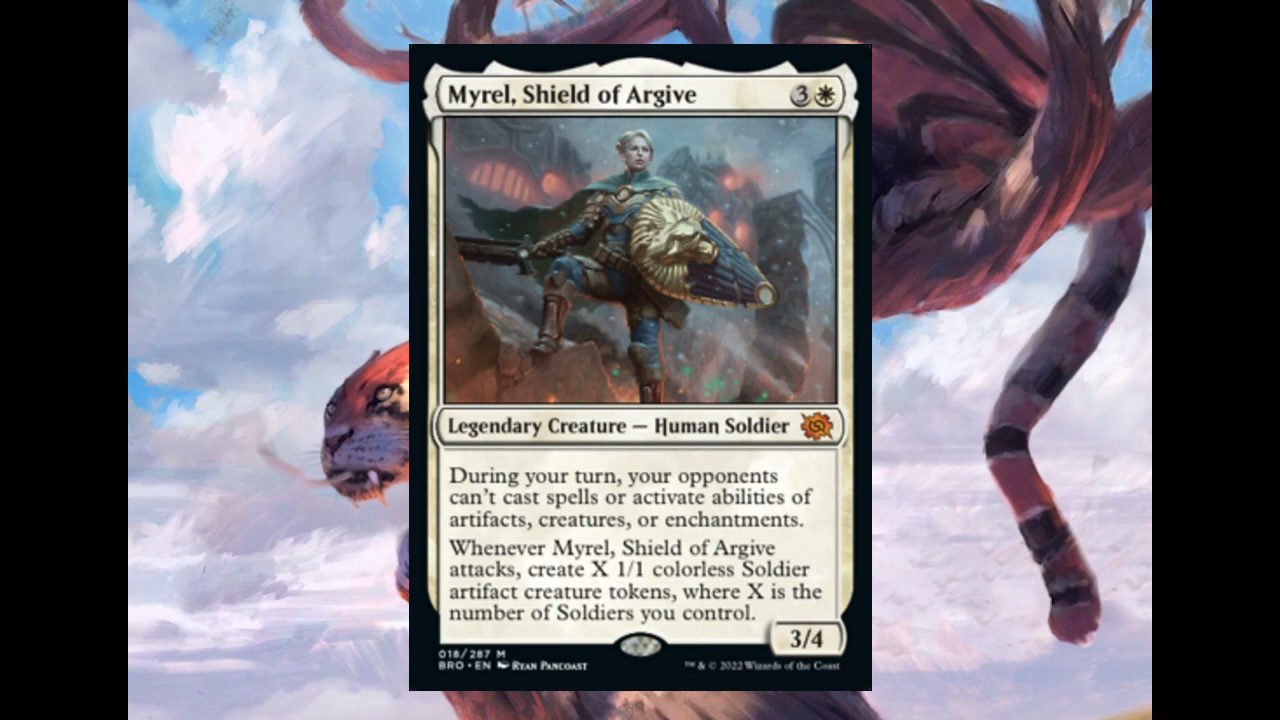 Myrel, Shield of Argive 3
Legendary Creature — Human Soldier
During your turn, your opponents
can't cast spells or activate abilities of
artifacts, creatures, or enchantments.
Whenever Myrel, Shield of Argive
attacks, create X 1/1 colorless Soldier
artifact creature tokens, where X is the
number of Soldiers you control.
3/4
018/287 M
BRO • EN Ryan Pancoast ™ & © 2022 Wizards of the Coast